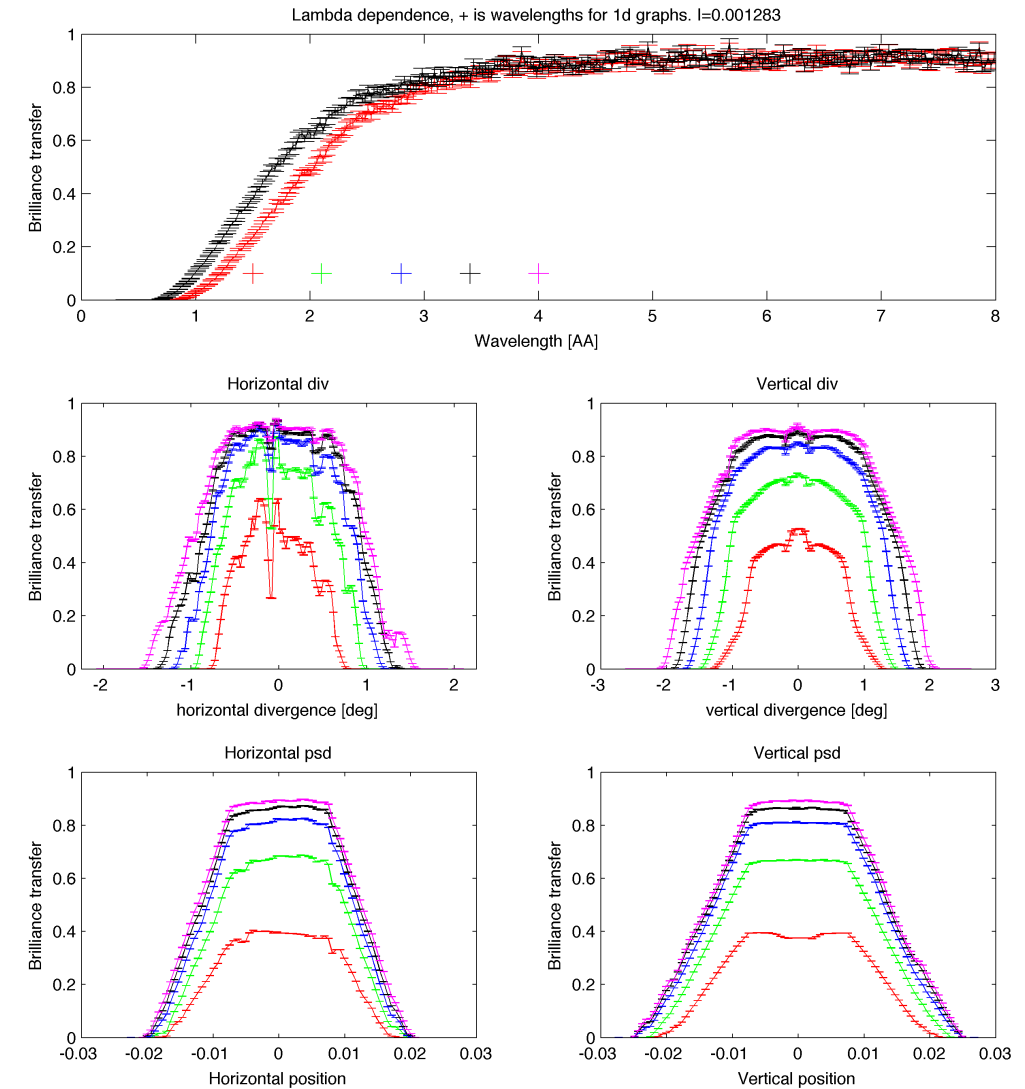 Lambda dependence, + is wavelengths for 1d graphs. I=0.001283
1
0.8
0.6
0.4
0.2
0
Brilliance transfer
0 1 2 3 4 5 6 7 8
Wavelength [AA]
Horizontal div
1
0.8
0.6
0.4
0.2
0
Brilliance transfer
-2 -1 0 1 2
horizontal divergence [deg]
Vertical div
1
0.8
0.6
0.4
0.2
0
Brilliance transfer
-3 -2 -1 0 1 2 3
vertical divergence [deg]
Horizontal psd
1
0.8
0.6
0.4
0.2
0
Brilliance transfer
-0.03 -0.02 -0.01 0 0.01 0.02 0.03
Horizontal position
Vertical psd
1
0.8
0.6
0.4
0.2
0
Brilliance transfer
-0.03 -0.02 -0.01 0 0.01 0.02 0.03
Vertical position